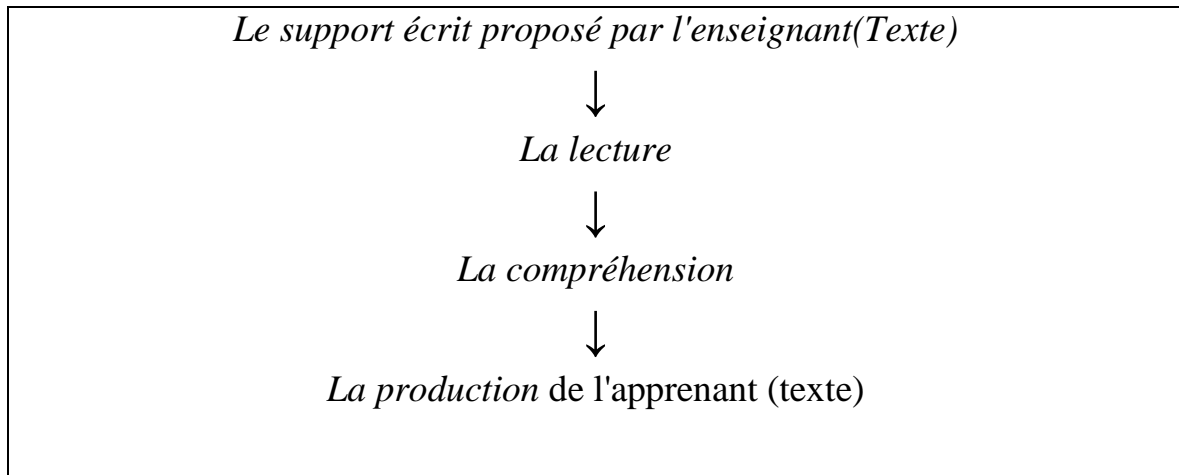 Le support écrit proposé par l'enseignant(Texte)
↓
La lecture
↓
La compréhension
↓
La production de l'apprenant (texte)